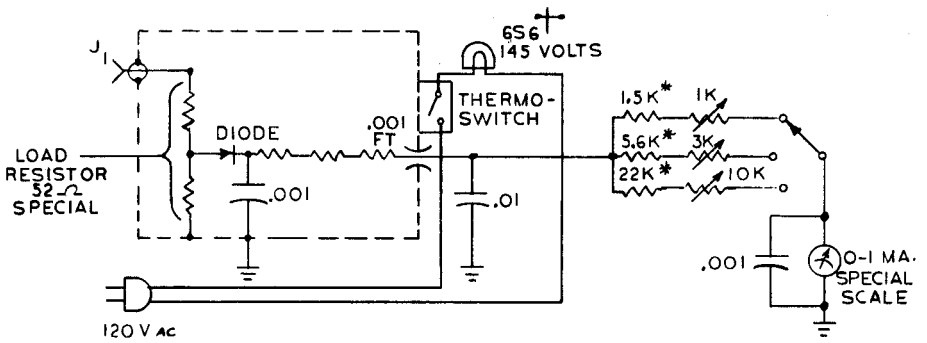 6S6
145 VOLTS
J1
THERMO-
SWITCH
1.5K*
1K
5.6K*
3K
22K*
10K
DIODE
.001
FT
LOAD
RESISTOR
52Ω
SPECIAL
.001
.01
.001
0-1 MA.
SPECIAL
SCALE
120 V AC